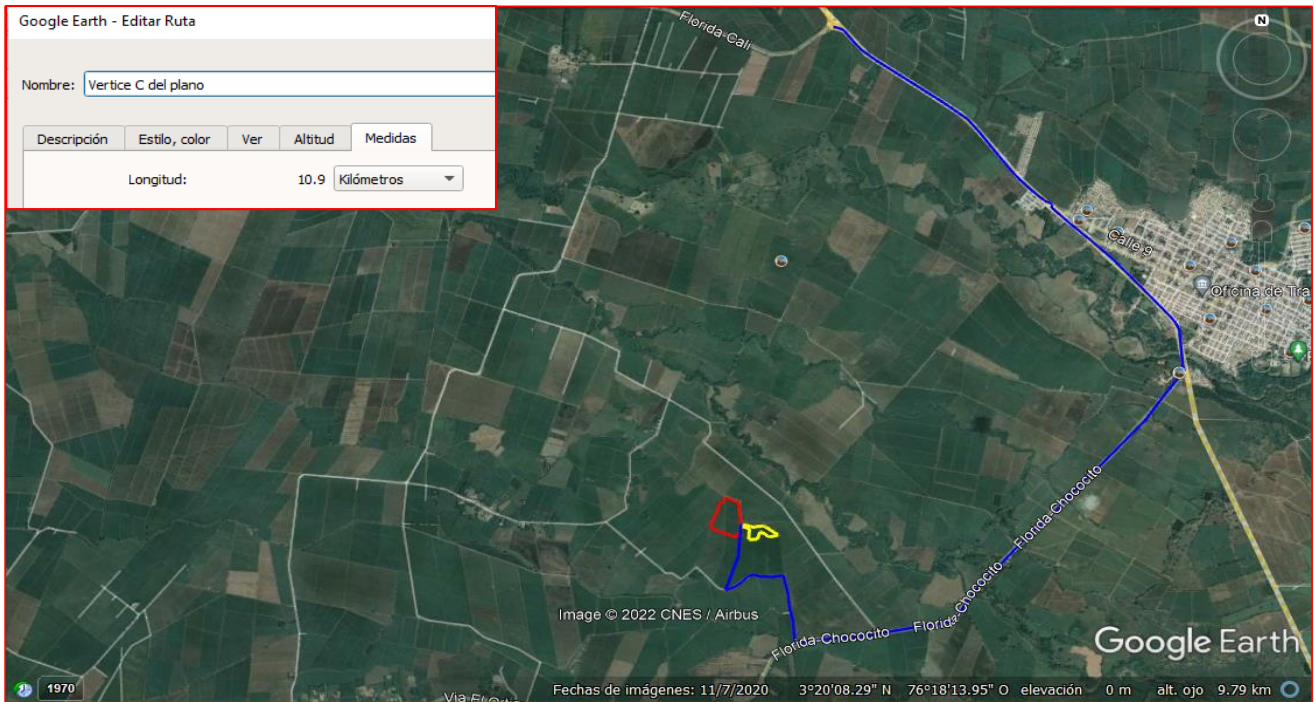 Google Earth - Editar Ruta
Nombre: Vertice C del plano
Descripción Estilo, color Ver Altitud Medidas
Longitud: 10.9 Kilómetros
Florida-Cali
N
Calle 9
Oficina de Tra
Florida-Chococito
Florida-Chococito
Florida-Chococito
Image © 2022 CNES / Airbus
Google Earth
1970
Via El Ortig
Fechas de imágenes: 11/7/2020 3°20'08.29" N 76°18'13.95" O elevación 0 m alt. ojo 9.79 km